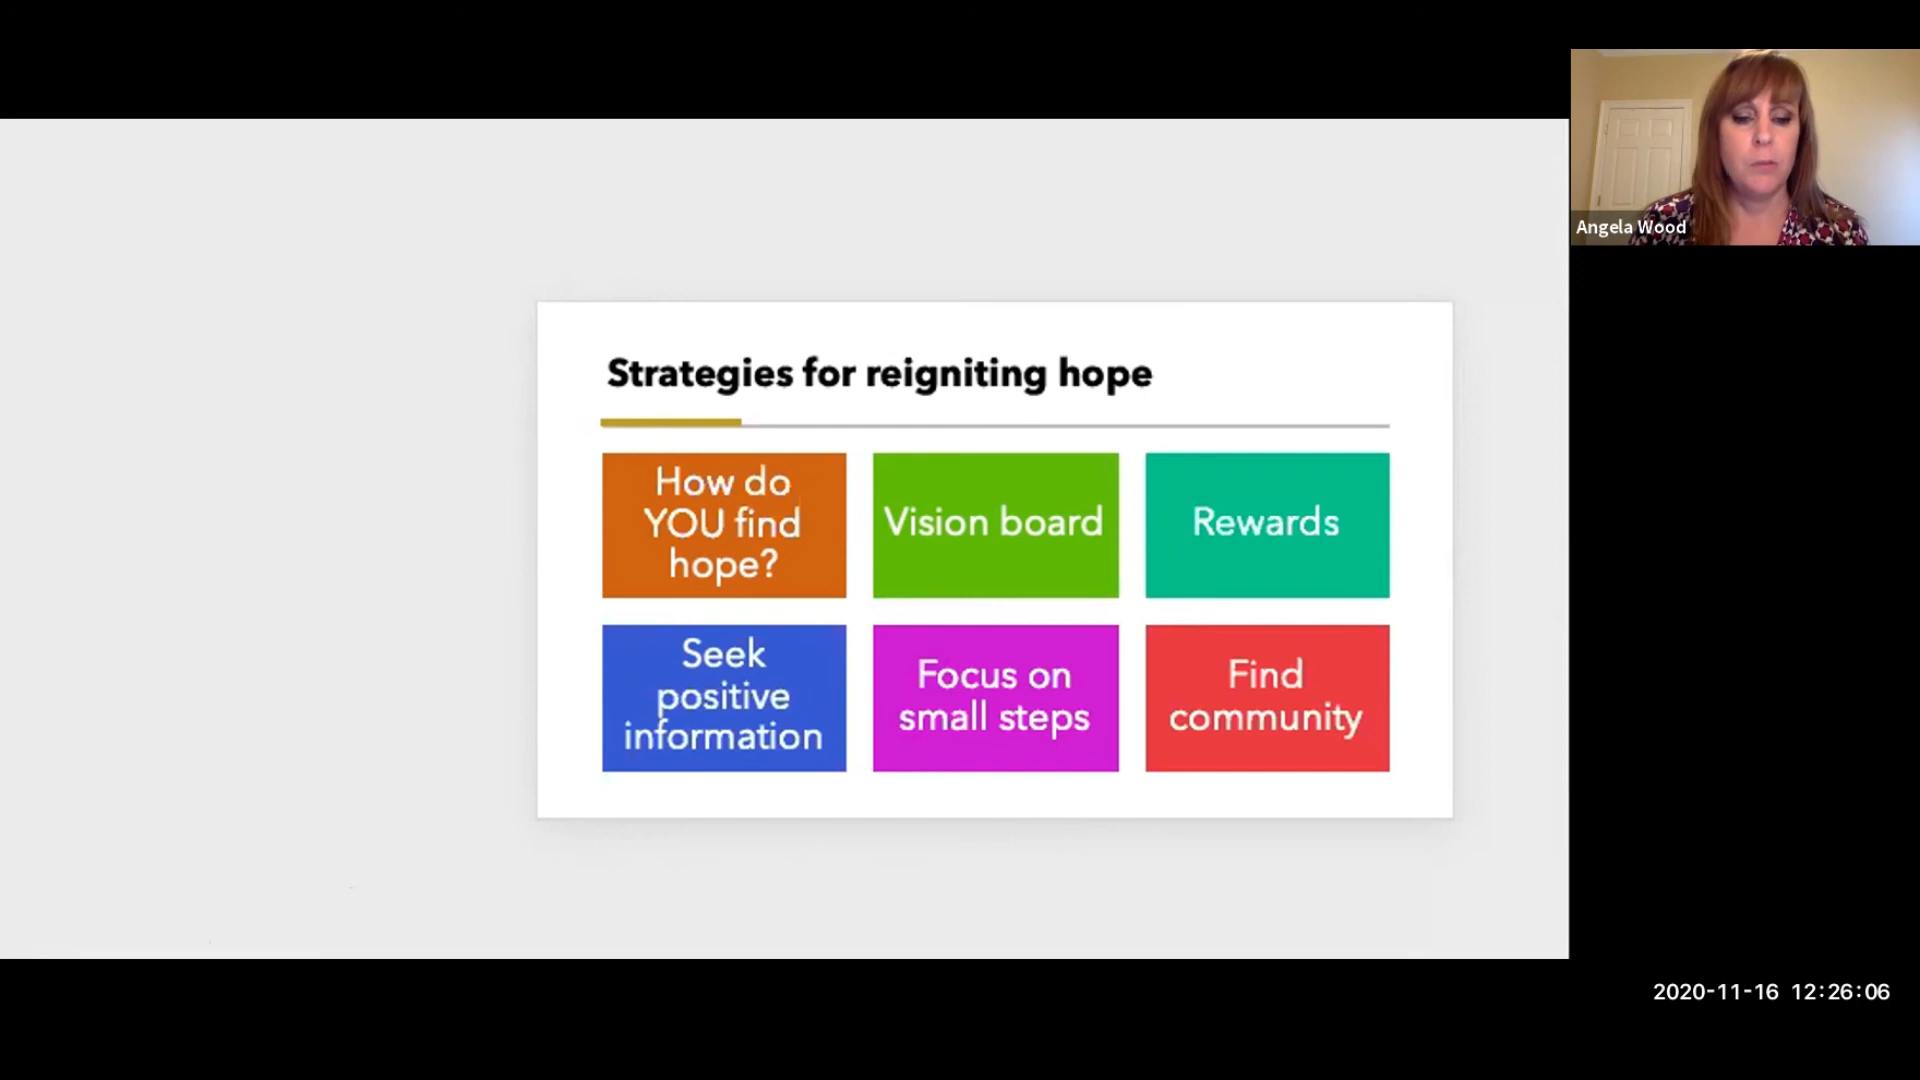 Angela Wood
Strategies for reigniting hope
How do
YOU find
hope?
Vision board
Rewards
Seek
positive
information
Focus on
small steps
Find
community
2020-11-16 12:26:06